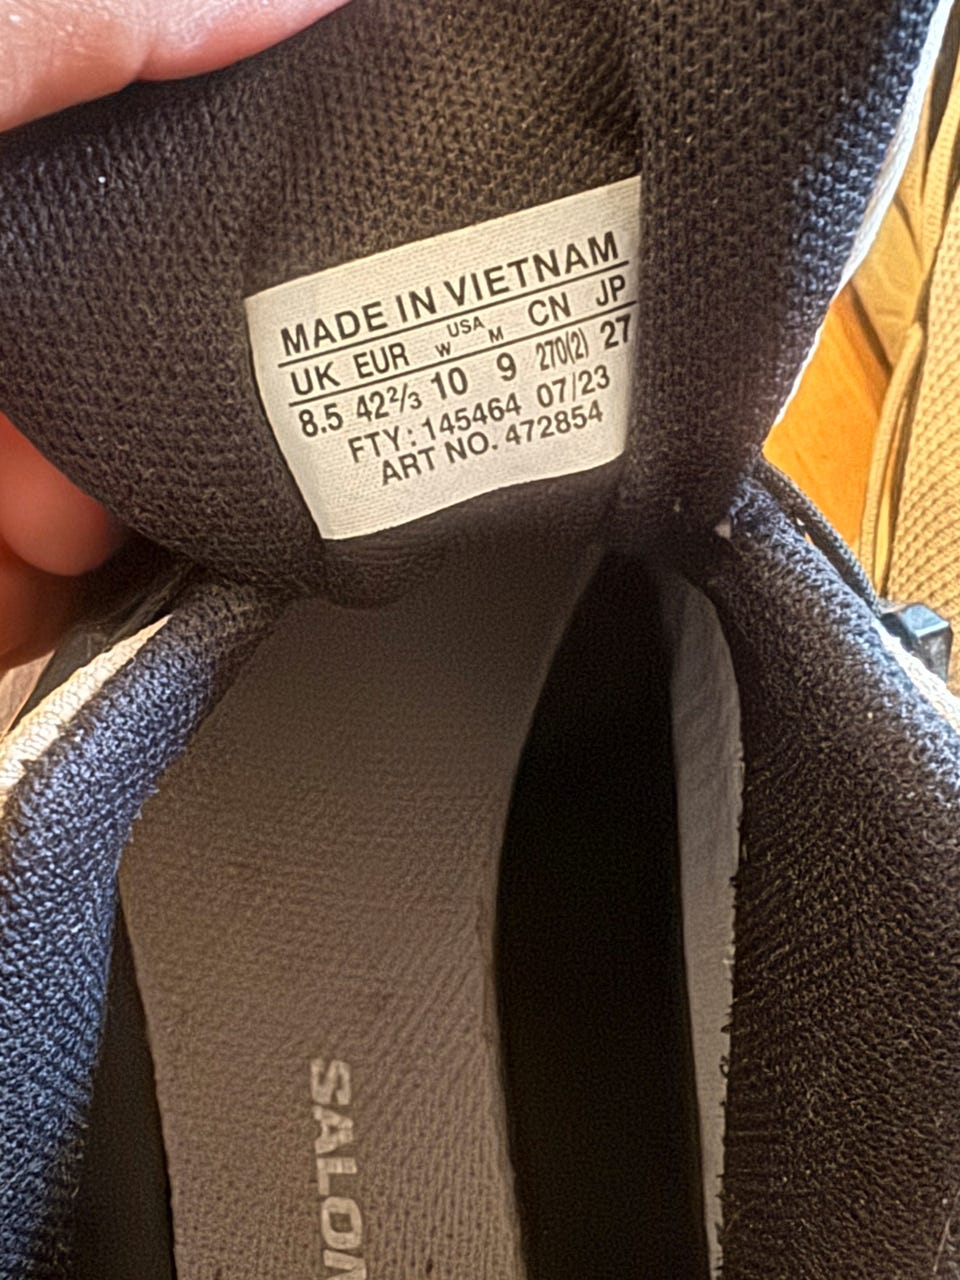 MADE IN VIETNAM
UK EUR W USA M CN JP
8.5 42⅔ 10 9 270(2) 27
FTY: 145464 07/23
ART NO. 472854
SALO